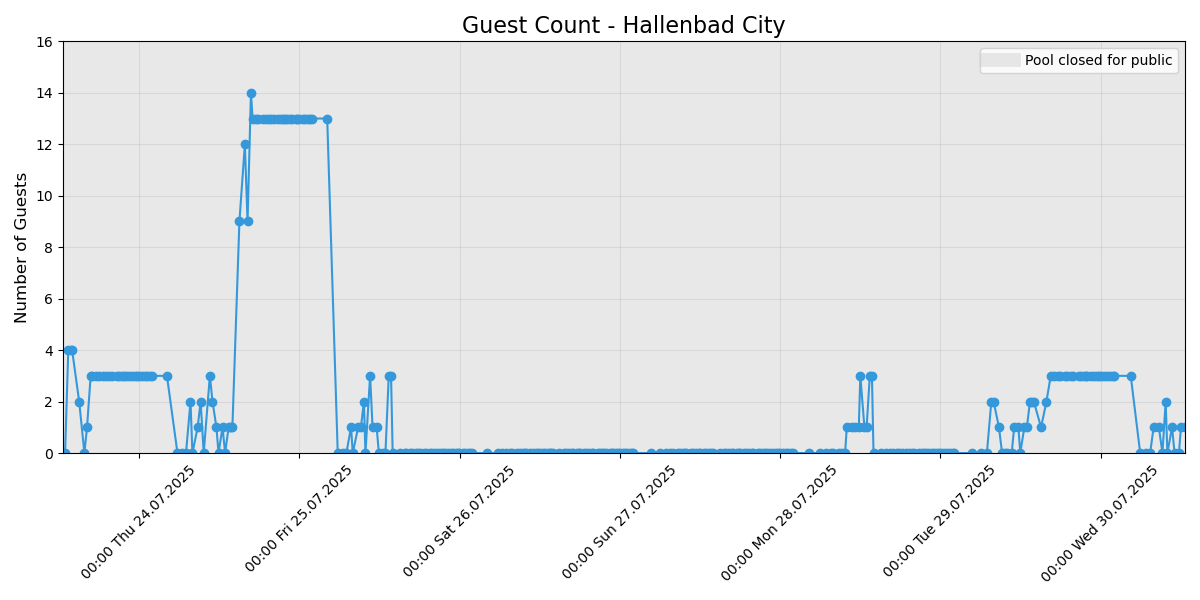 Guest Count - Hallenbad City
Pool closed for public
Number of Guests
16
14
12
10
8
6
4
2
0
00:00 Thu 24.07.2025
00:00 Fri 25.07.2025
00:00 Sat 26.07.2025
00:00 Sun 27.07.2025
00:00 Mon 28.07.2025
00:00 Tue 29.07.2025
00:00 Wed 30.07.2025